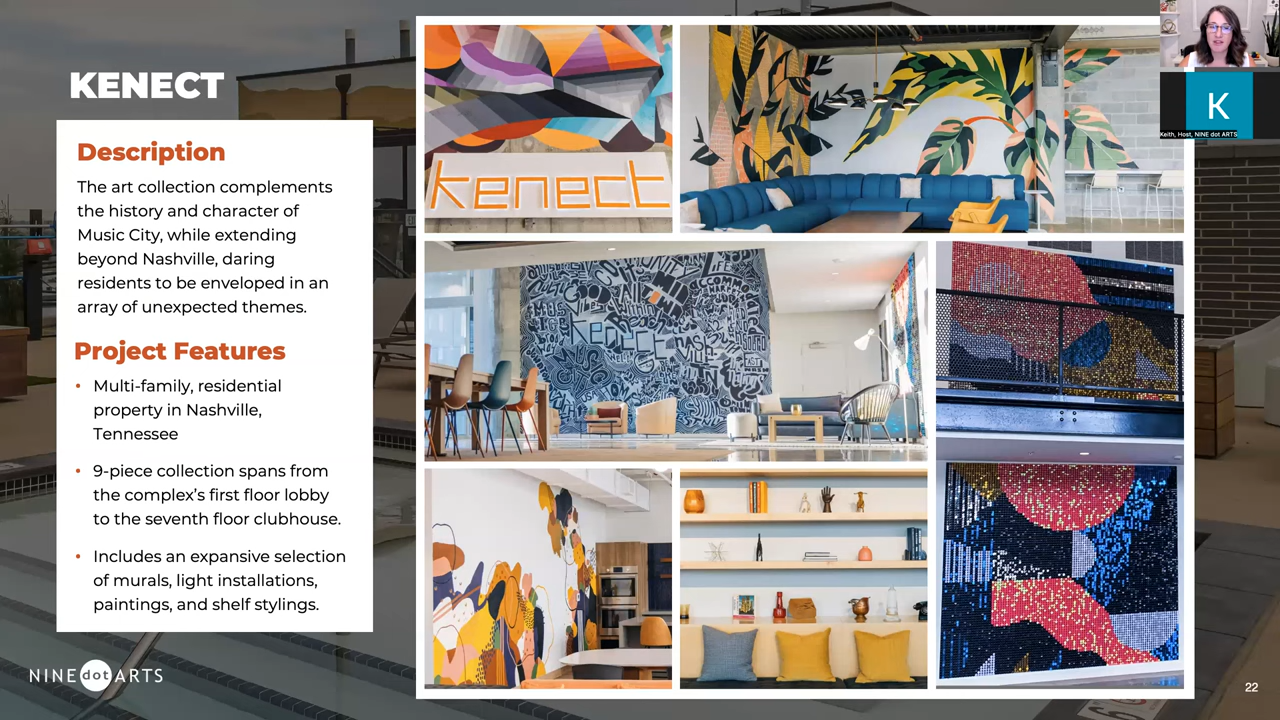 KENECT
Description
The art collection complements
the history and character of
Music City, while extending
beyond Nashville, daring
residents to be enveloped in an
array of unexpected themes.
Project Features
• Multi-family, residential
property in Nashville,
Tennessee
• 9-piece collection spans from
the complex's first floor lobby
to the seventh floor clubhouse.
• Includes an expansive selection
of murals, light installations,
paintings, and shelf stylings.
NINE dot ARTS
kenect
Kenect
K
Keith, Host, NINE dot ARTS
22